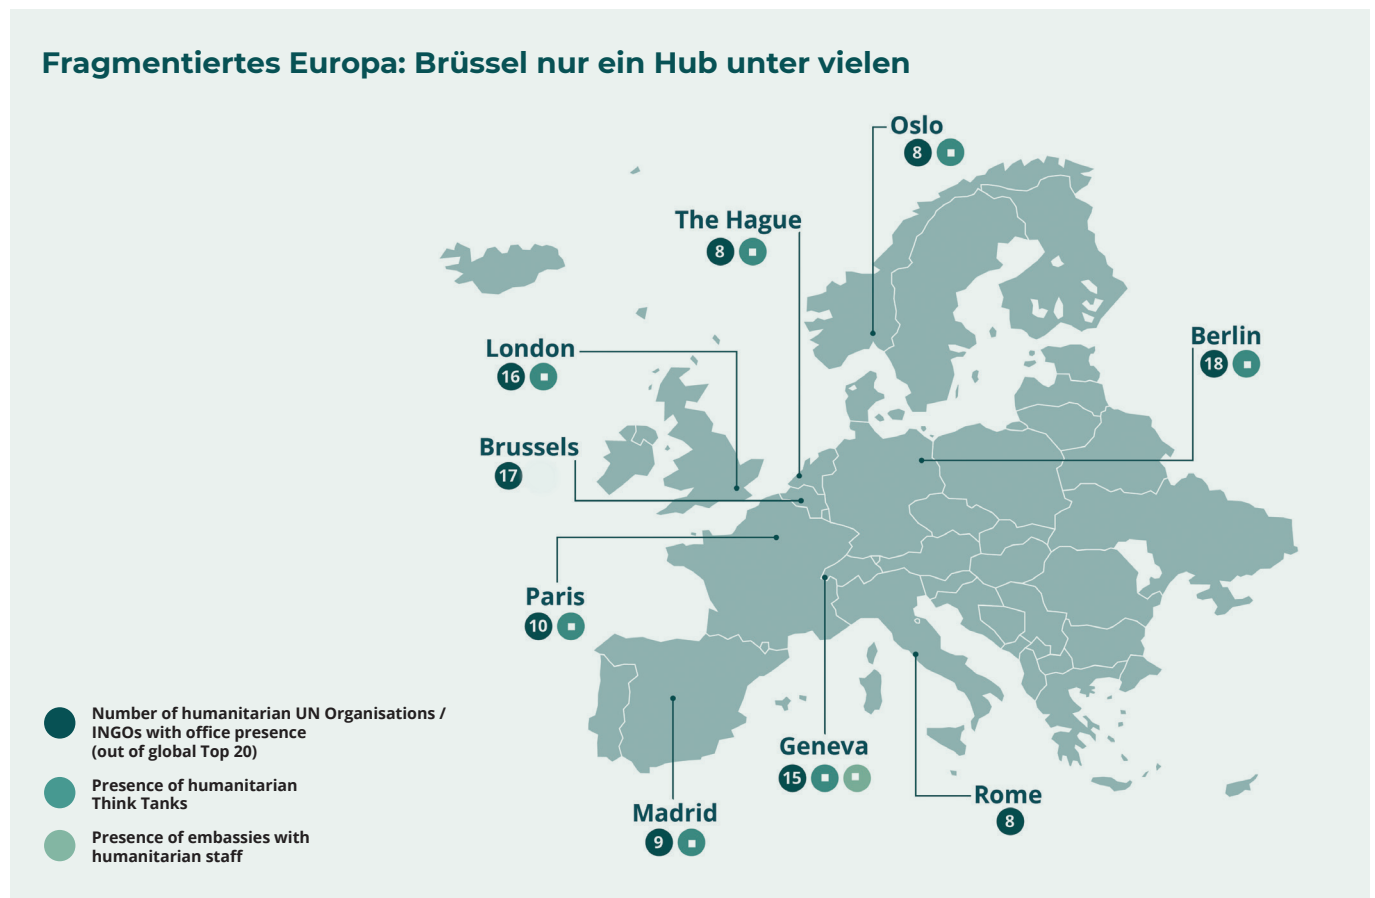 Fragmentiertes Europa: Brüssel nur ein Hub unter vielen
Oslo
8
The Hague
8
Berlin
18
London
16
Brussels
17
Paris
10
Number of humanitarian UN Organisations /
INGOs with office presence
(out of global Top 20)
Presence of humanitarian
Think Tanks
Presence of embassies with
humanitarian staff
Geneva
15
Rome
8
Madrid
9